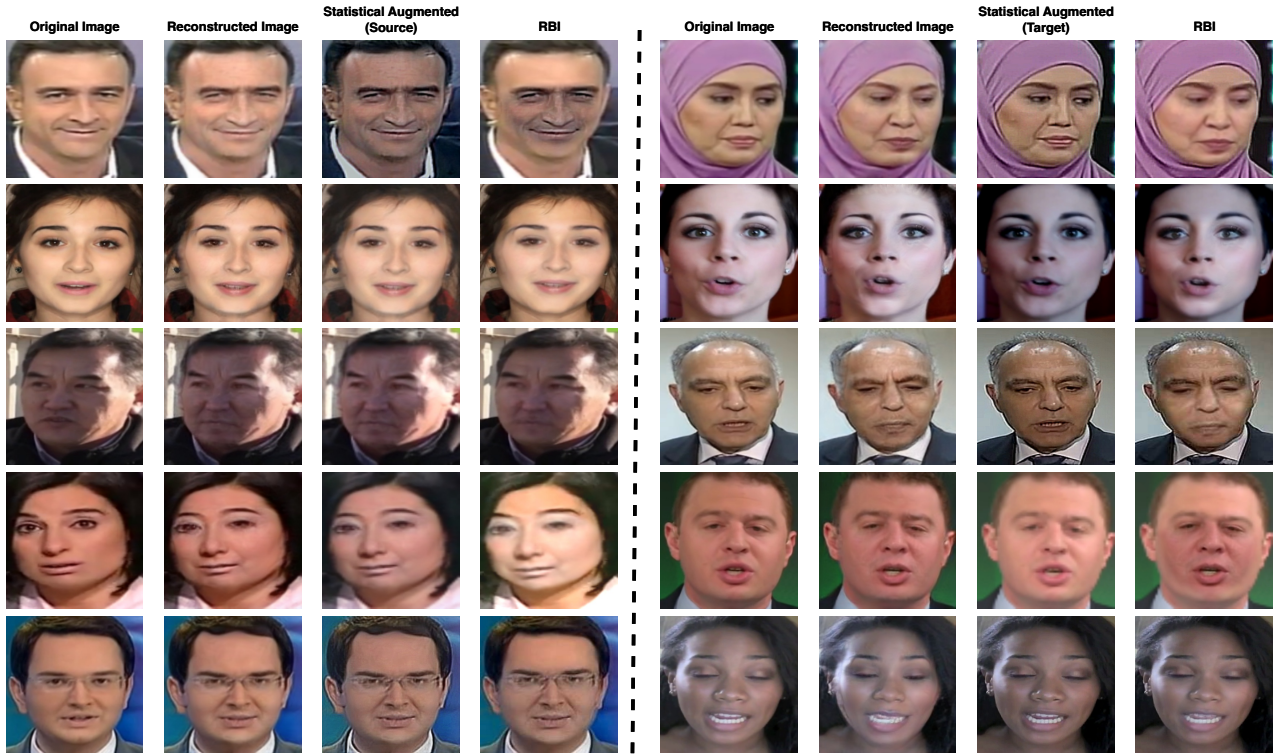 Original Image
Reconstructed Image
Statistical Augmented
(Source)
RBI
Original Image
Reconstructed Image
Statistical Augmented
(Target)
RBI